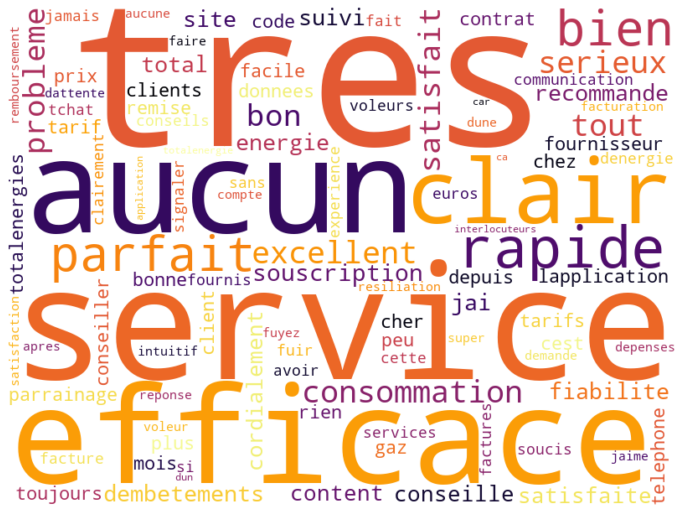 jamais
aucune
site
code
suivi
fait
contrat
bien
tres
faire
remboursement
probleme
dattente
prix
total
facile
satisfait
serieux
communication
car
clients
donnees
recommande
tchat
remise
voleurs
facturation
tarif
conseils
bon
dune
tout
energie
fournisseur
totalenergie
aucun
clair
chez
denergie
ca
clairement
application
signaler
sans
compte
experience
euros
totalenergies
interlocuteurs
parfait
excellent
rapide
souscription
bonne
fournis
depuis
lapplication
resiliation
service
jai
conseiller
client
cordialement
fuyez
cher
super
tarifs
satisfaction
apres
intuitif
fuir
peu
cest
depenses
cette
demande
avoir
parrainage
reponse
consommation
fiabilite
efficace
rien
voleur
plus
services
factures
telephone
facture
gaz
soucis
jaime
mois
si
dun
toujours
dembetements
content
conseille
satisfaite